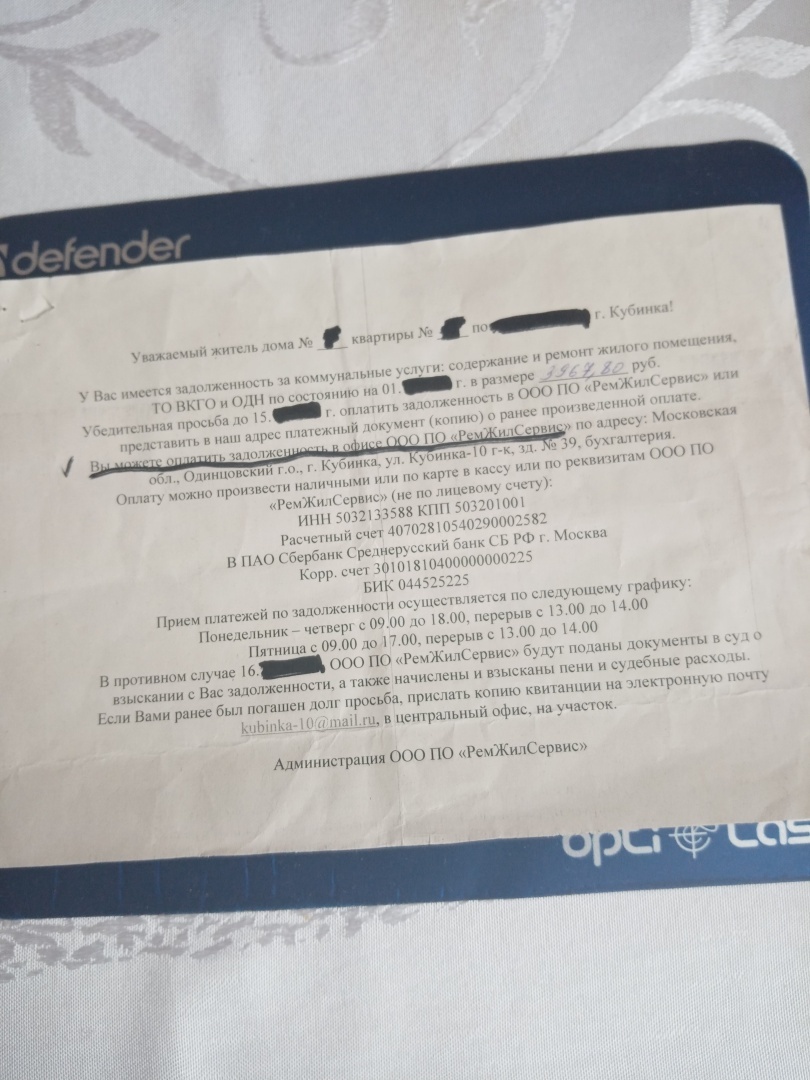 defender
Уважаемый житель дома № квартиры № по г. Кубинка!
У Вас имеется задолженность за коммунальные услуги: содержание и ремонт жилого помещения,
ТО ВКГО и ОДН по состоянию на 01. г. в размере 3967,80 руб.
Убедительная просьба до 15. г. оплатить задолженность в ООО ПО «РемЖилСервис» или
представить в наш адрес платежный документ (копию) о ранее произведенной оплате.
Вы можете оплатить задолженность в офисе ООО ПО «РемЖилСервис» по адресу: Московская
обл., Одинцовский г.о., г. Кубинка, ул. Кубинка-10 г-к, зд. № 39, бухгалтерия.
Оплату можно произвести наличными или по карте в кассу или по реквизитам ООО ПО
«РемЖилСервис» (не по лицевому счету):
ИНН 5032133588 КПП 503201001
Расчетный счет 40702810540290002582
В ПАО Сбербанк Среднерусский банк СБ РФ г. Москва
Корр. счет 30101810400000000225
БИК 044525225
Прием платежей по задолженности осуществляется по следующему графику:
Понедельник – четверг с 09.00 до 18.00, перерыв с 13.00 до 14.00
Пятница с 09.00 до 17.00, перерыв с 13.00 до 14.00
В противном случае 16. ООО ПО «РемЖилСервис» будут поданы документы в суд о
взыскании с Вас задолженности, а также начислены и взысканы пени и судебные расходы.
Если Вами ранее был погашен долг просьба, прислать копию квитанции на электронную почту
kubinka-10@mail.ru, в центральный офис, на участок.
Администрация ООО ПО «РемЖилСервис»
opti